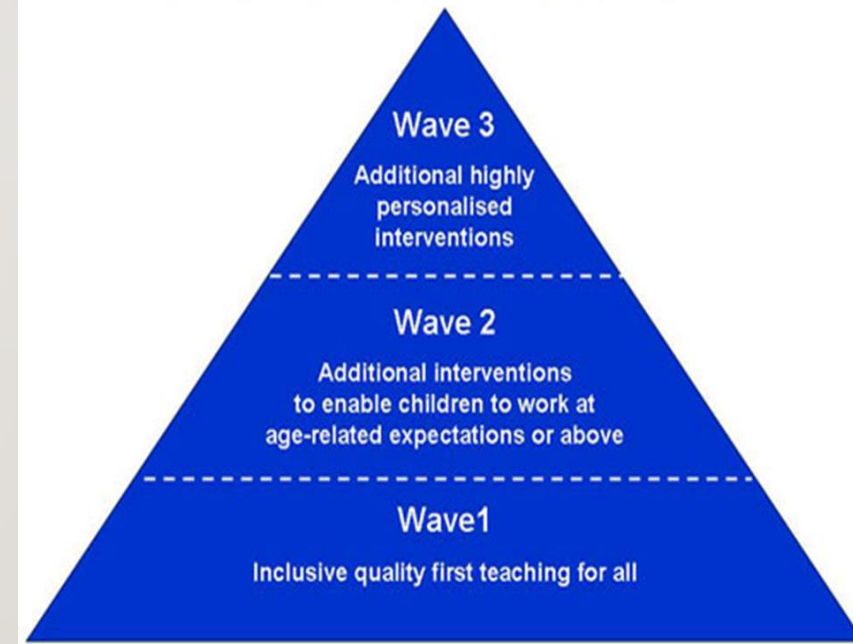 Wave 3
Additional highly
personalised
interventions
Wave 2
Additional interventions
to enable children to work at
age-related expectations or above
Wave1
Inclusive quality first teaching for all